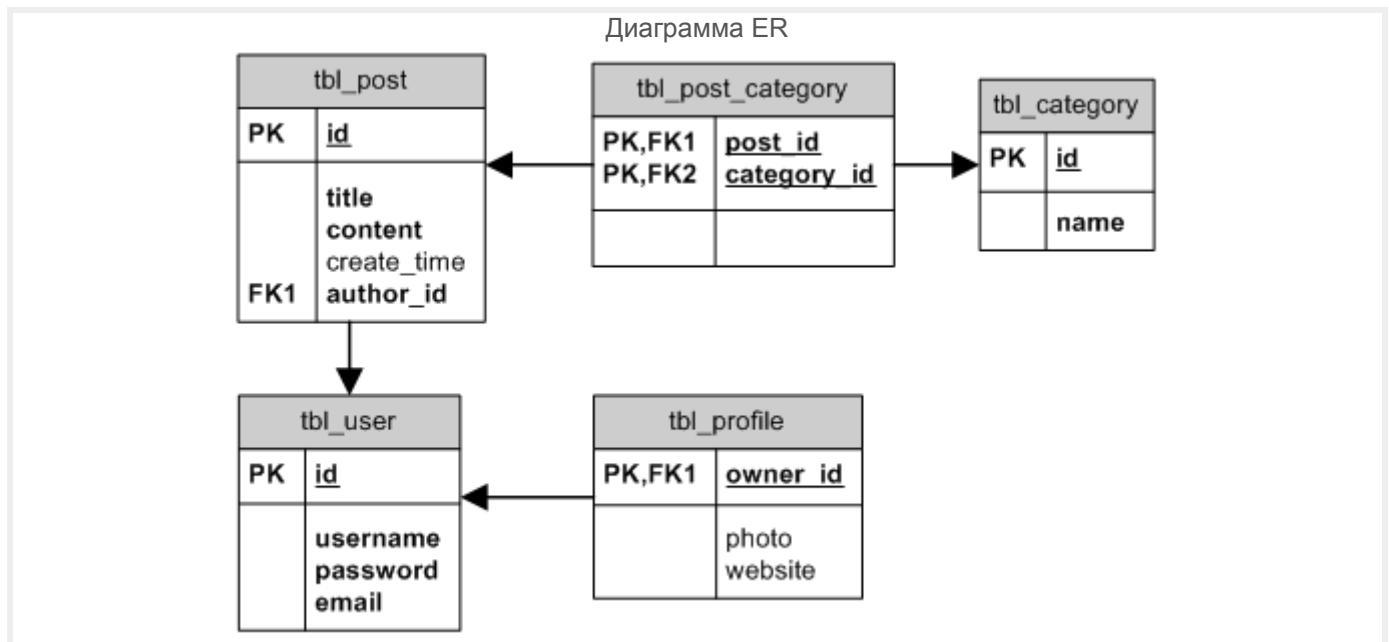 Диаграмма ER
tbl_post
PK id
title
content
create_time
FK1 author_id
tbl_post_category
PK,FK1 post_id
PK,FK2 category_id
tbl_category
PK id
name
tbl_user
PK id
username
password
email
tbl_profile
PK,FK1 owner_id
photo
website